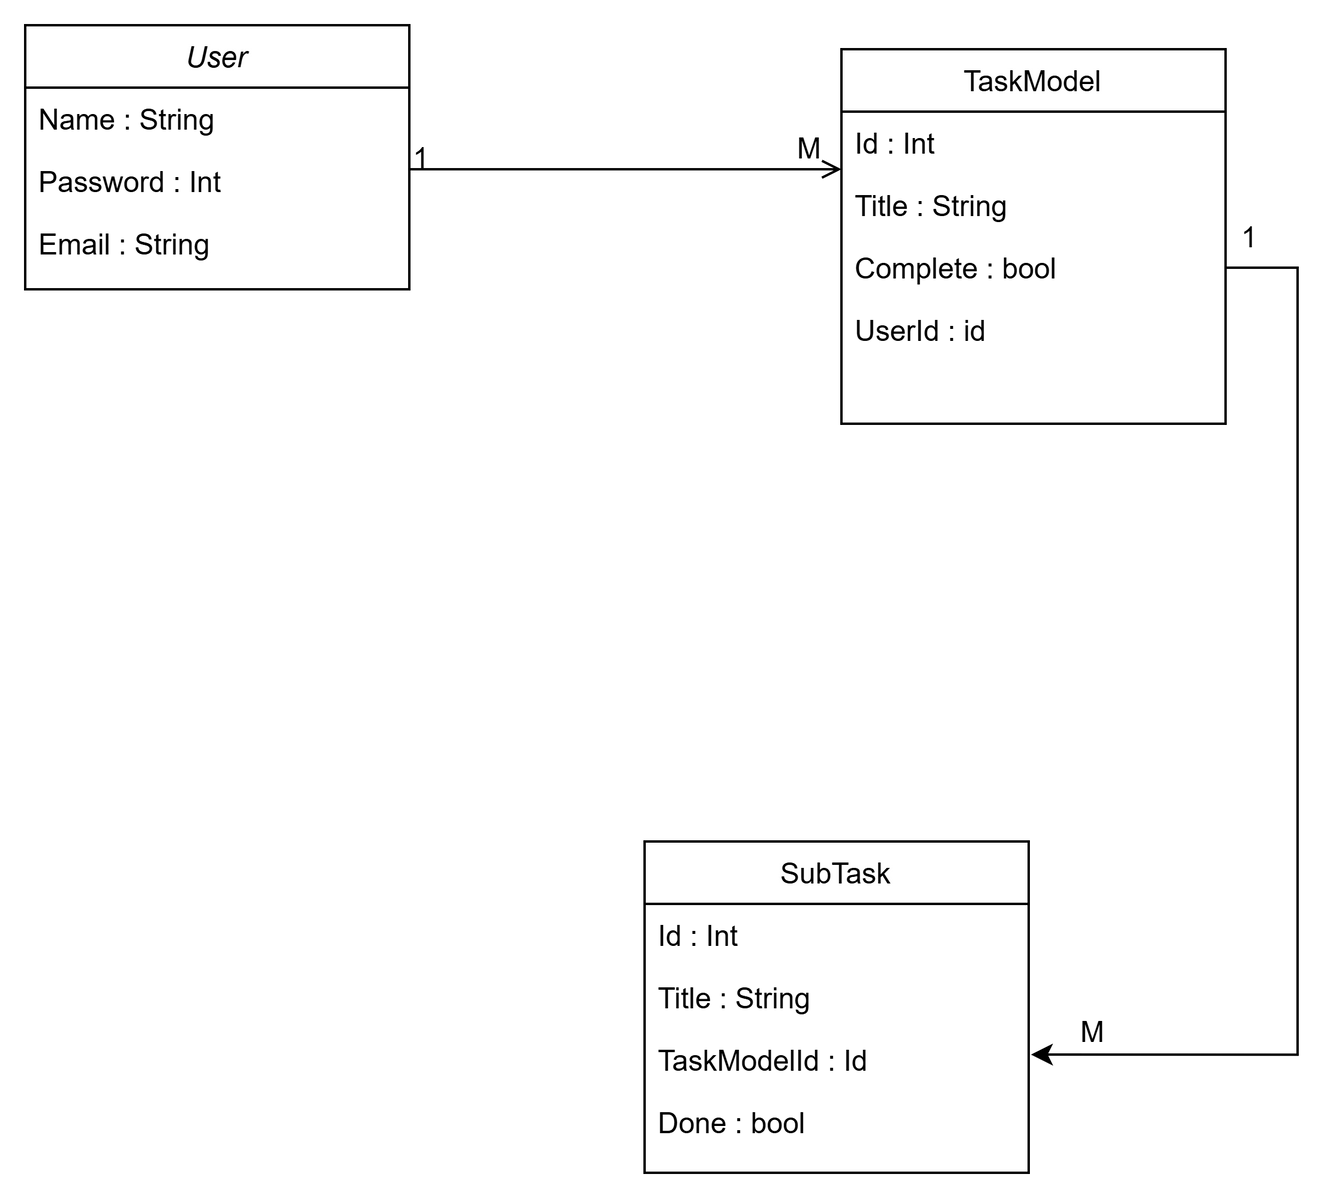 User
Name : String
Password : Int
Email : String
1
M
TaskModel
Id : Int
Title : String
Complete : bool
UserId : id
1
SubTask
Id : Int
Title : String
TaskModelId : Id
Done : bool
M